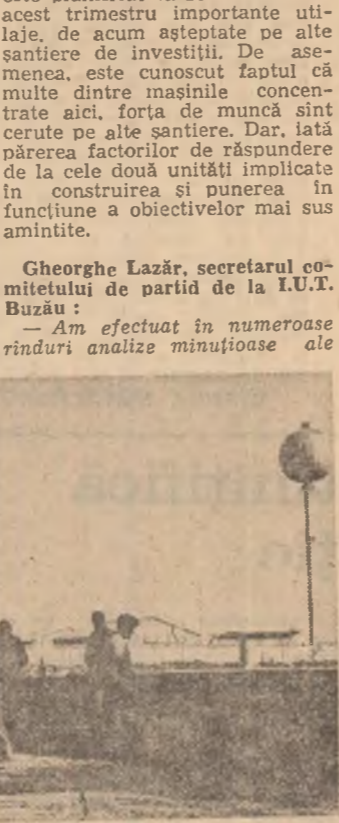 acest trimestru importante uti-
laje, de acum așteptate pe alte
șantiere de investiții. De ase-
menea, este cunoscut faptul că
multe dintre mașinile concen-
trate aici, forța de muncă sînt
cerute pe alte șantiere. Dar, iată
părerea factorilor de răspundere
de la cele două unități implicate
în construirea și punerea în
funcțiune a obiectivelor mai sus
amintite.
Gheorghe Lazăr, secretarul co-
mitetului de partid de la I.U.T.
Buzău :
— Am efectuat în numeroase
rînduri analize minuțioase ale